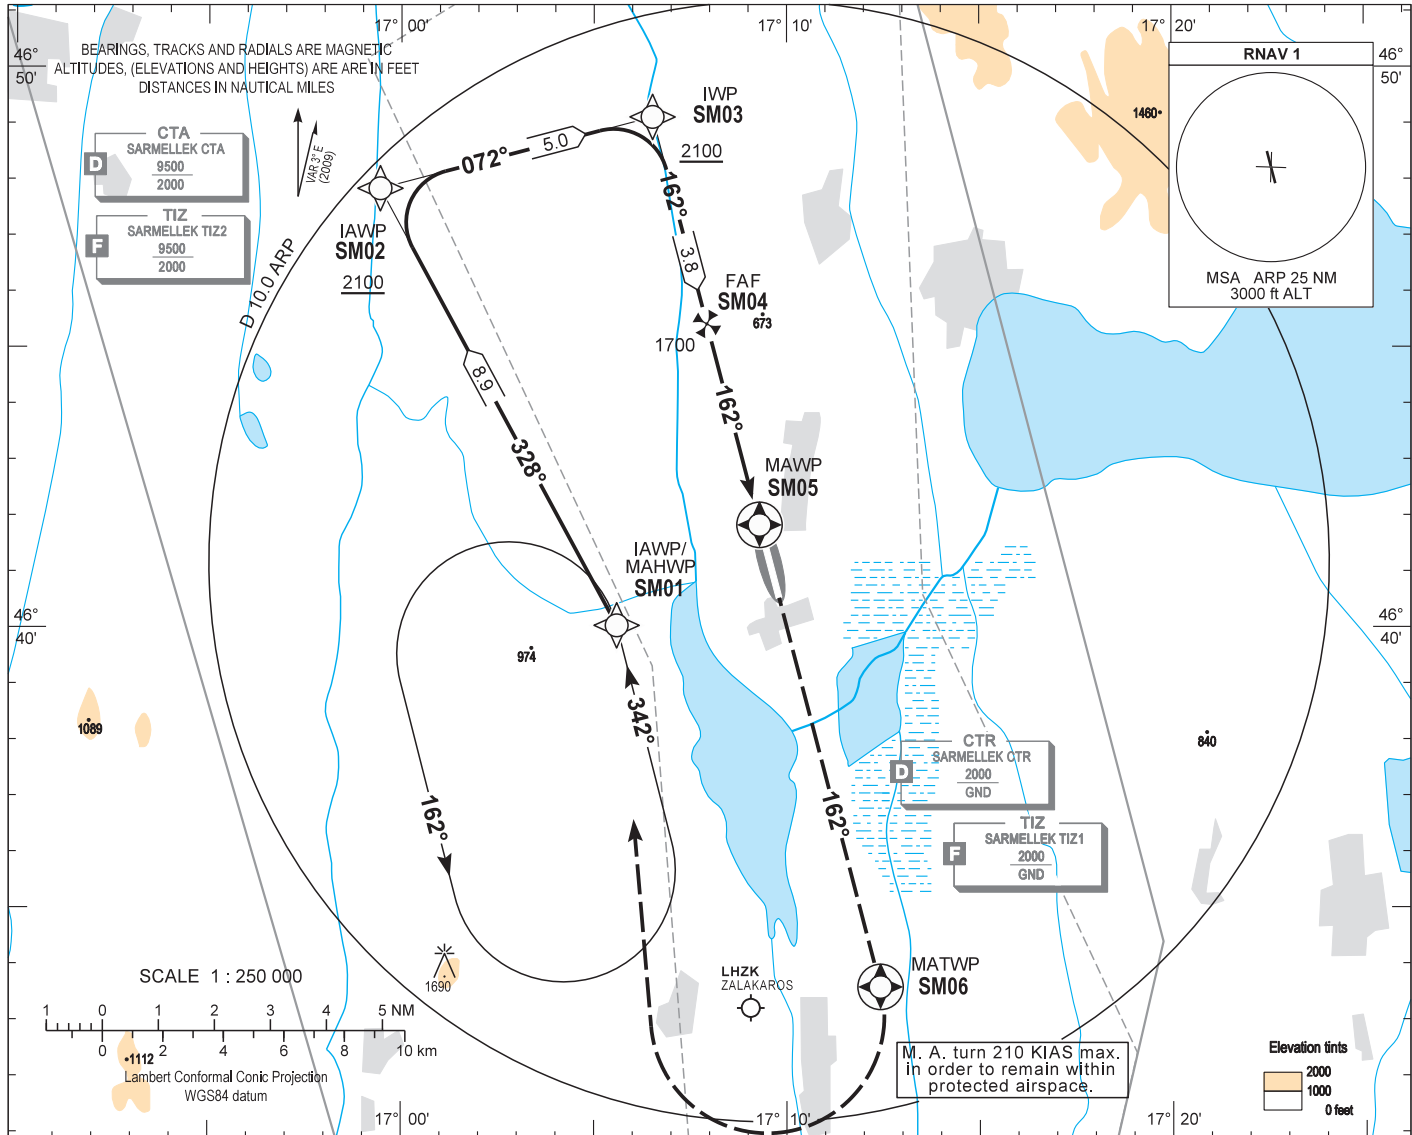 17° 00'
17° 10'
17° 20'
46°
50'
46°
50'
BEARINGS, TRACKS AND RADIALS ARE MAGNETIC
ALTITUDES, (ELEVATIONS AND HEIGHTS) ARE ARE IN FEET
DISTANCES IN NAUTICAL MILES
VAR 3° E
(2009)
RNAV 1
MSA ARP 25 NM
3000 ft ALT
1460
CTA
D
SARMELLEK CTA
9500
2000
TIZ
F
SARMELLEK TIZ2
9500
2000
D 10.0 ARP
IWP
SM03
2100
072°
5.0
162°
3.8
IAWP
SM02
2100
FAF
SM04
673
1700
8.9
162°
328°
MAWP
SM05
IAWP/
MAHWP
SM01
46°
40'
46°
40'
974
1089
342°
162°
162°
840
CTR
D
SARMELLEK CTR
2000
GND
TIZ
F
SARMELLEK TIZ1
2000
GND
1690
LHZK
ZALAKAROS
MATWP
SM06
SCALE 1 : 250 000
1 0 1 2 3 4 5 NM
0 2 4 6 8 10 km
1112
Lambert Conformal Conic Projection
WGS84 datum
M. A. turn 210 KIAS max.
in order to remain within
protected airspace.
Elevation tints
2000
1000
0 feet
17° 00'
17° 10'
17° 20'